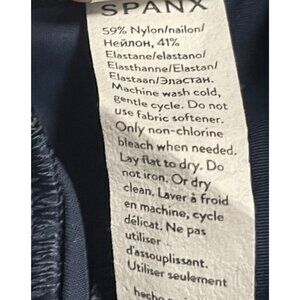 SPANX
59% Nylon/nailon/
Нейлон, 41%
Elastane/elastano/
Elasthanne/Elastan/
Elastaan/Эластан.
Machine wash cold,
gentle cycle. Do not
use fabric softener.
Only non-chlorine
bleach when needed.
Lay flat to dry. Do
not iron. Or dry
clean. Laver à froid
en machine, cycle
délicat. Ne pas
utiliser
d'assouplissant.
Utiliser seulement